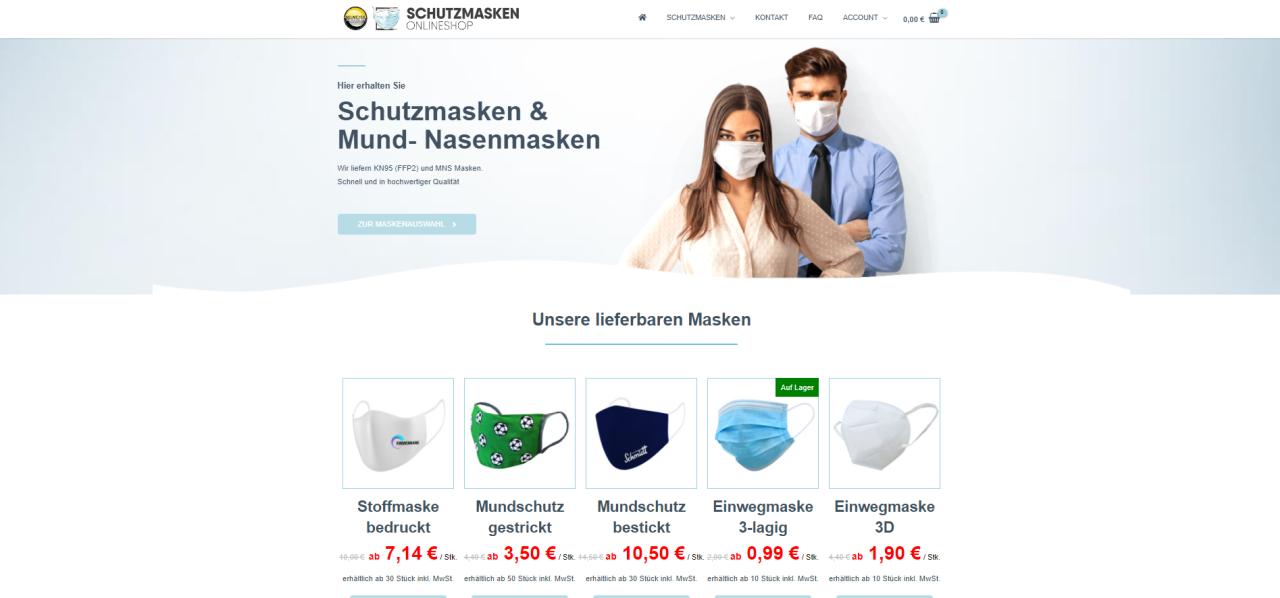 SCHUTZMASKEN
ONLINESHOP
SCHUTZMASKEN KONTAKT FAQ ACCOUNT 0,00 € 0
Hier erhalten Sie
Schutzmasken &
Mund- Nasenmasken
Wir liefern KN95 (FFP2) und MNS Masken.
Schnell und in hochwertiger Qualität
ZUR MASKENAUSWAHL
Unsere lieferbaren Masken
Auf Lager
Schmitt
Stoffmaske bedruckt
Mundschutz gestrickt
Mundschutz bestickt
Einwegmaske 3-lagig
Einwegmaske 3D
10,00 € ab 7,14 € / Stk.
4,40 € ab 3,50 € / Stk.
14,50 € ab 10,50 € / Stk.
2,00 € ab 0,99 € / Stk.
4,40 € ab 1,90 € / Stk.
erhältlich ab 30 Stück inkl. MwSt.
erhältlich ab 50 Stück inkl. MwSt.
erhältlich ab 30 Stück inkl. MwSt.
erhältlich ab 10 Stück inkl. MwSt.
erhältlich ab 10 Stück inkl. MwSt.